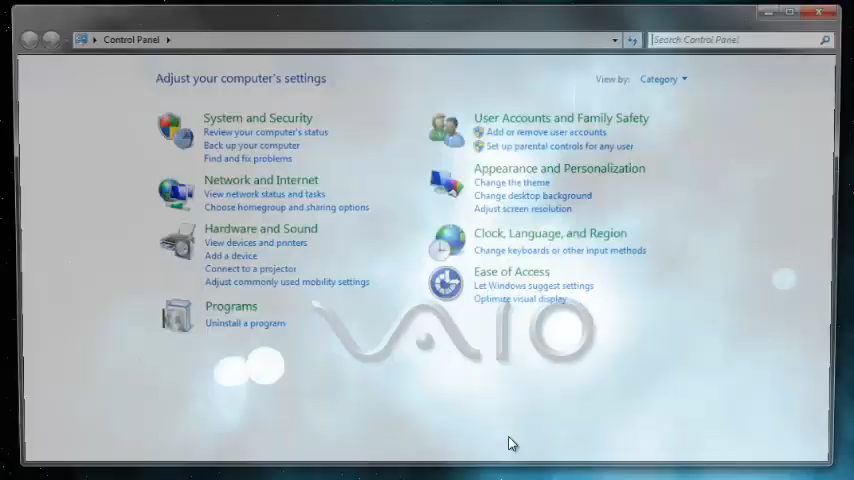 Control Panel
Search Control Panel
Adjust your computer's settings
View by: Category
System and Security
Review your computer's status
Back up your computer
Find and fix problems
Network and Internet
View network status and tasks
Choose homegroup and sharing options
Hardware and Sound
View devices and printers
Add a device
Connect to a projector
Adjust commonly used mobility settings
Programs
Uninstall a program
User Accounts and Family Safety
Add or remove user accounts
Set up parental controls for any user
Appearance and Personalization
Change the theme
Change desktop background
Adjust screen resolution
Clock, Language, and Region
Change keyboards or other input methods
Ease of Access
Let Windows suggest settings
Optimize visual display
VAIO